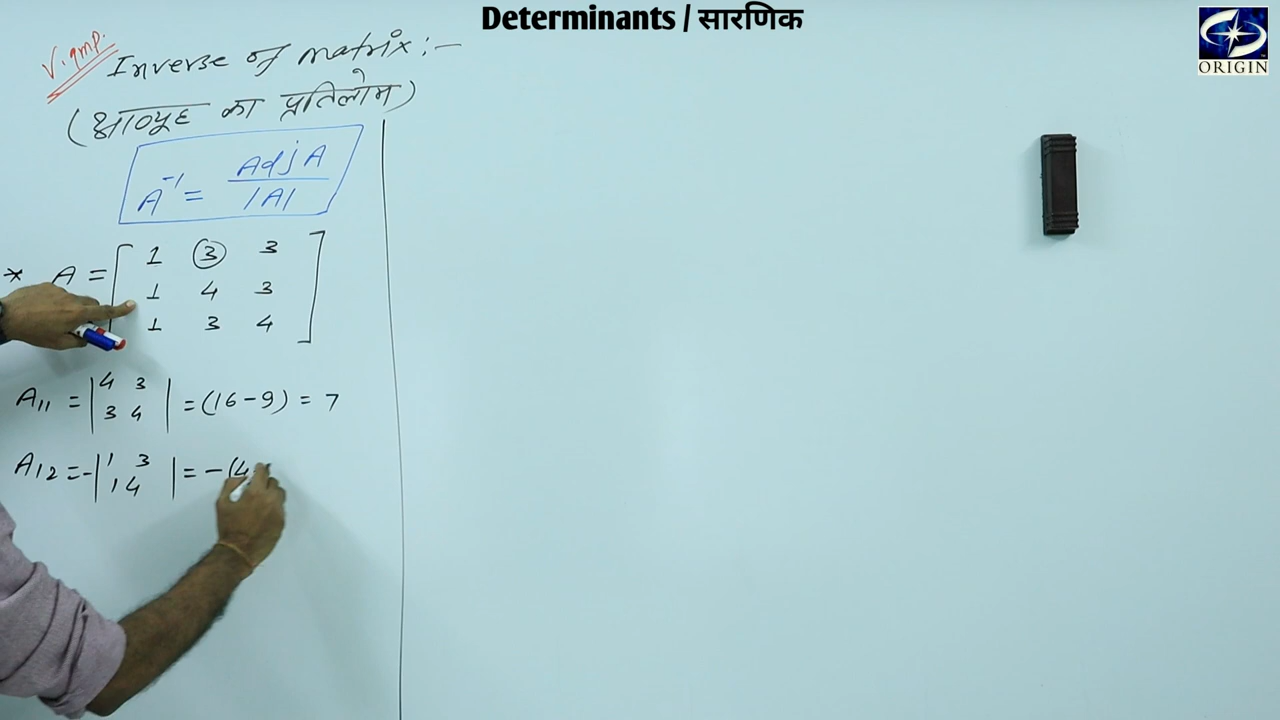 Determinants / सारणिक
ORIGIN
V. Imp.
Inverse of matrix :-
(आव्यूह का प्रतिलोम)
A⁻¹ = Adj A / |A|
* A = [ 1 3 3
1 4 3
1 3 4 ]
A₁₁ = | 4 3
3 4 | = (16 - 9) = 7
A₁₂ = - | 1 3
1 4 | = - (4